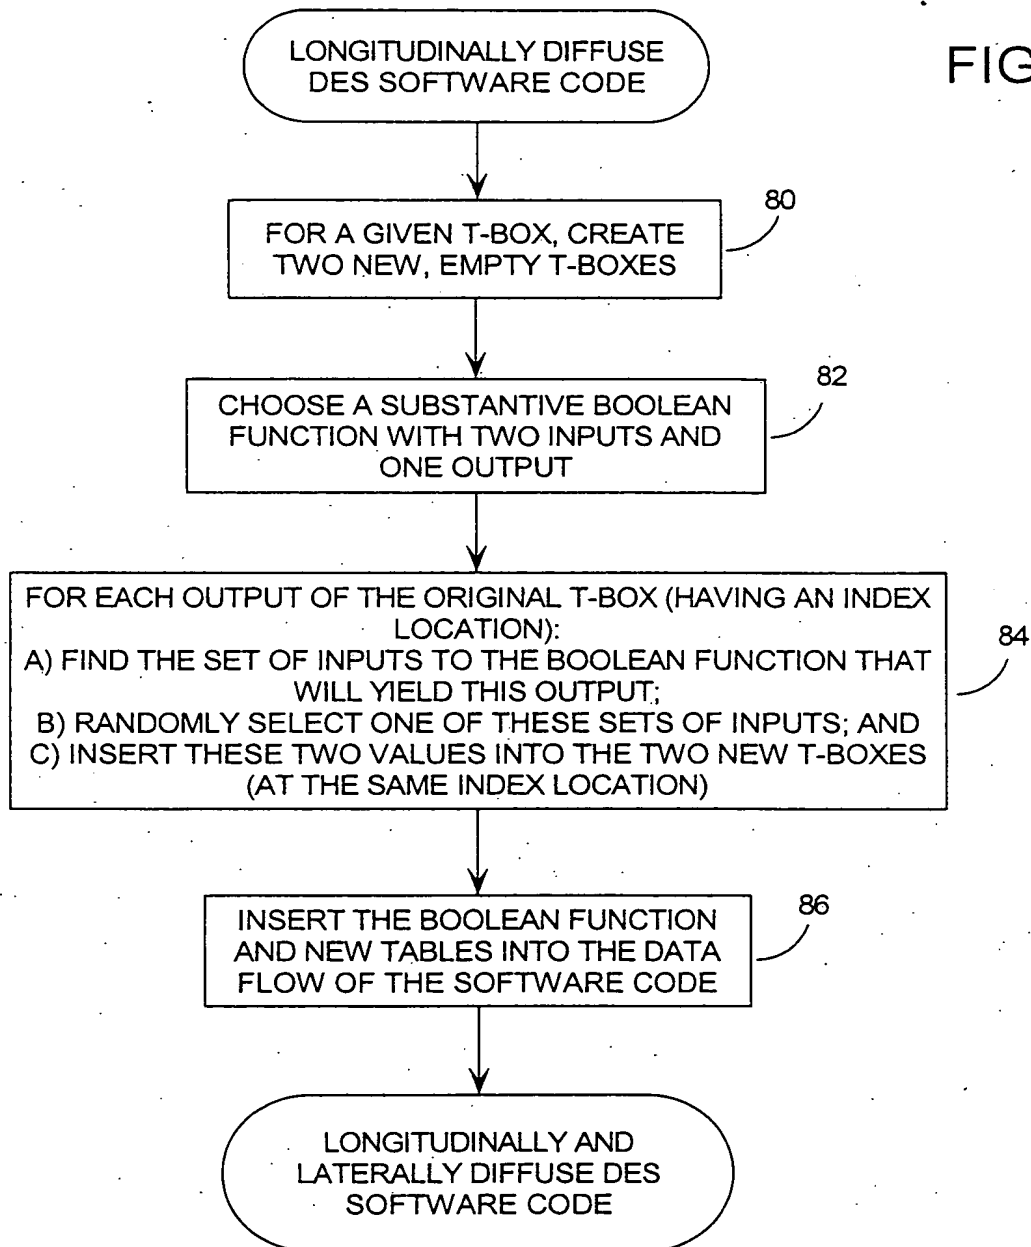 LONGITUDINALLY DIFFUSE
DES SOFTWARE CODE
FIG
80
FOR A GIVEN T-BOX, CREATE
TWO NEW, EMPTY T-BOXES
82
CHOOSE A SUBSTANTIVE BOOLEAN
FUNCTION WITH TWO INPUTS AND
ONE OUTPUT
84
FOR EACH OUTPUT OF THE ORIGINAL T-BOX (HAVING AN INDEX
LOCATION):
A) FIND THE SET OF INPUTS TO THE BOOLEAN FUNCTION THAT
WILL YIELD THIS OUTPUT;
B) RANDOMLY SELECT ONE OF THESE SETS OF INPUTS; AND
C) INSERT THESE TWO VALUES INTO THE TWO NEW T-BOXES
(AT THE SAME INDEX LOCATION)
86
INSERT THE BOOLEAN FUNCTION
AND NEW TABLES INTO THE DATA
FLOW OF THE SOFTWARE CODE
LONGITUDINALLY AND
LATERALLY DIFFUSE DES
SOFTWARE CODE